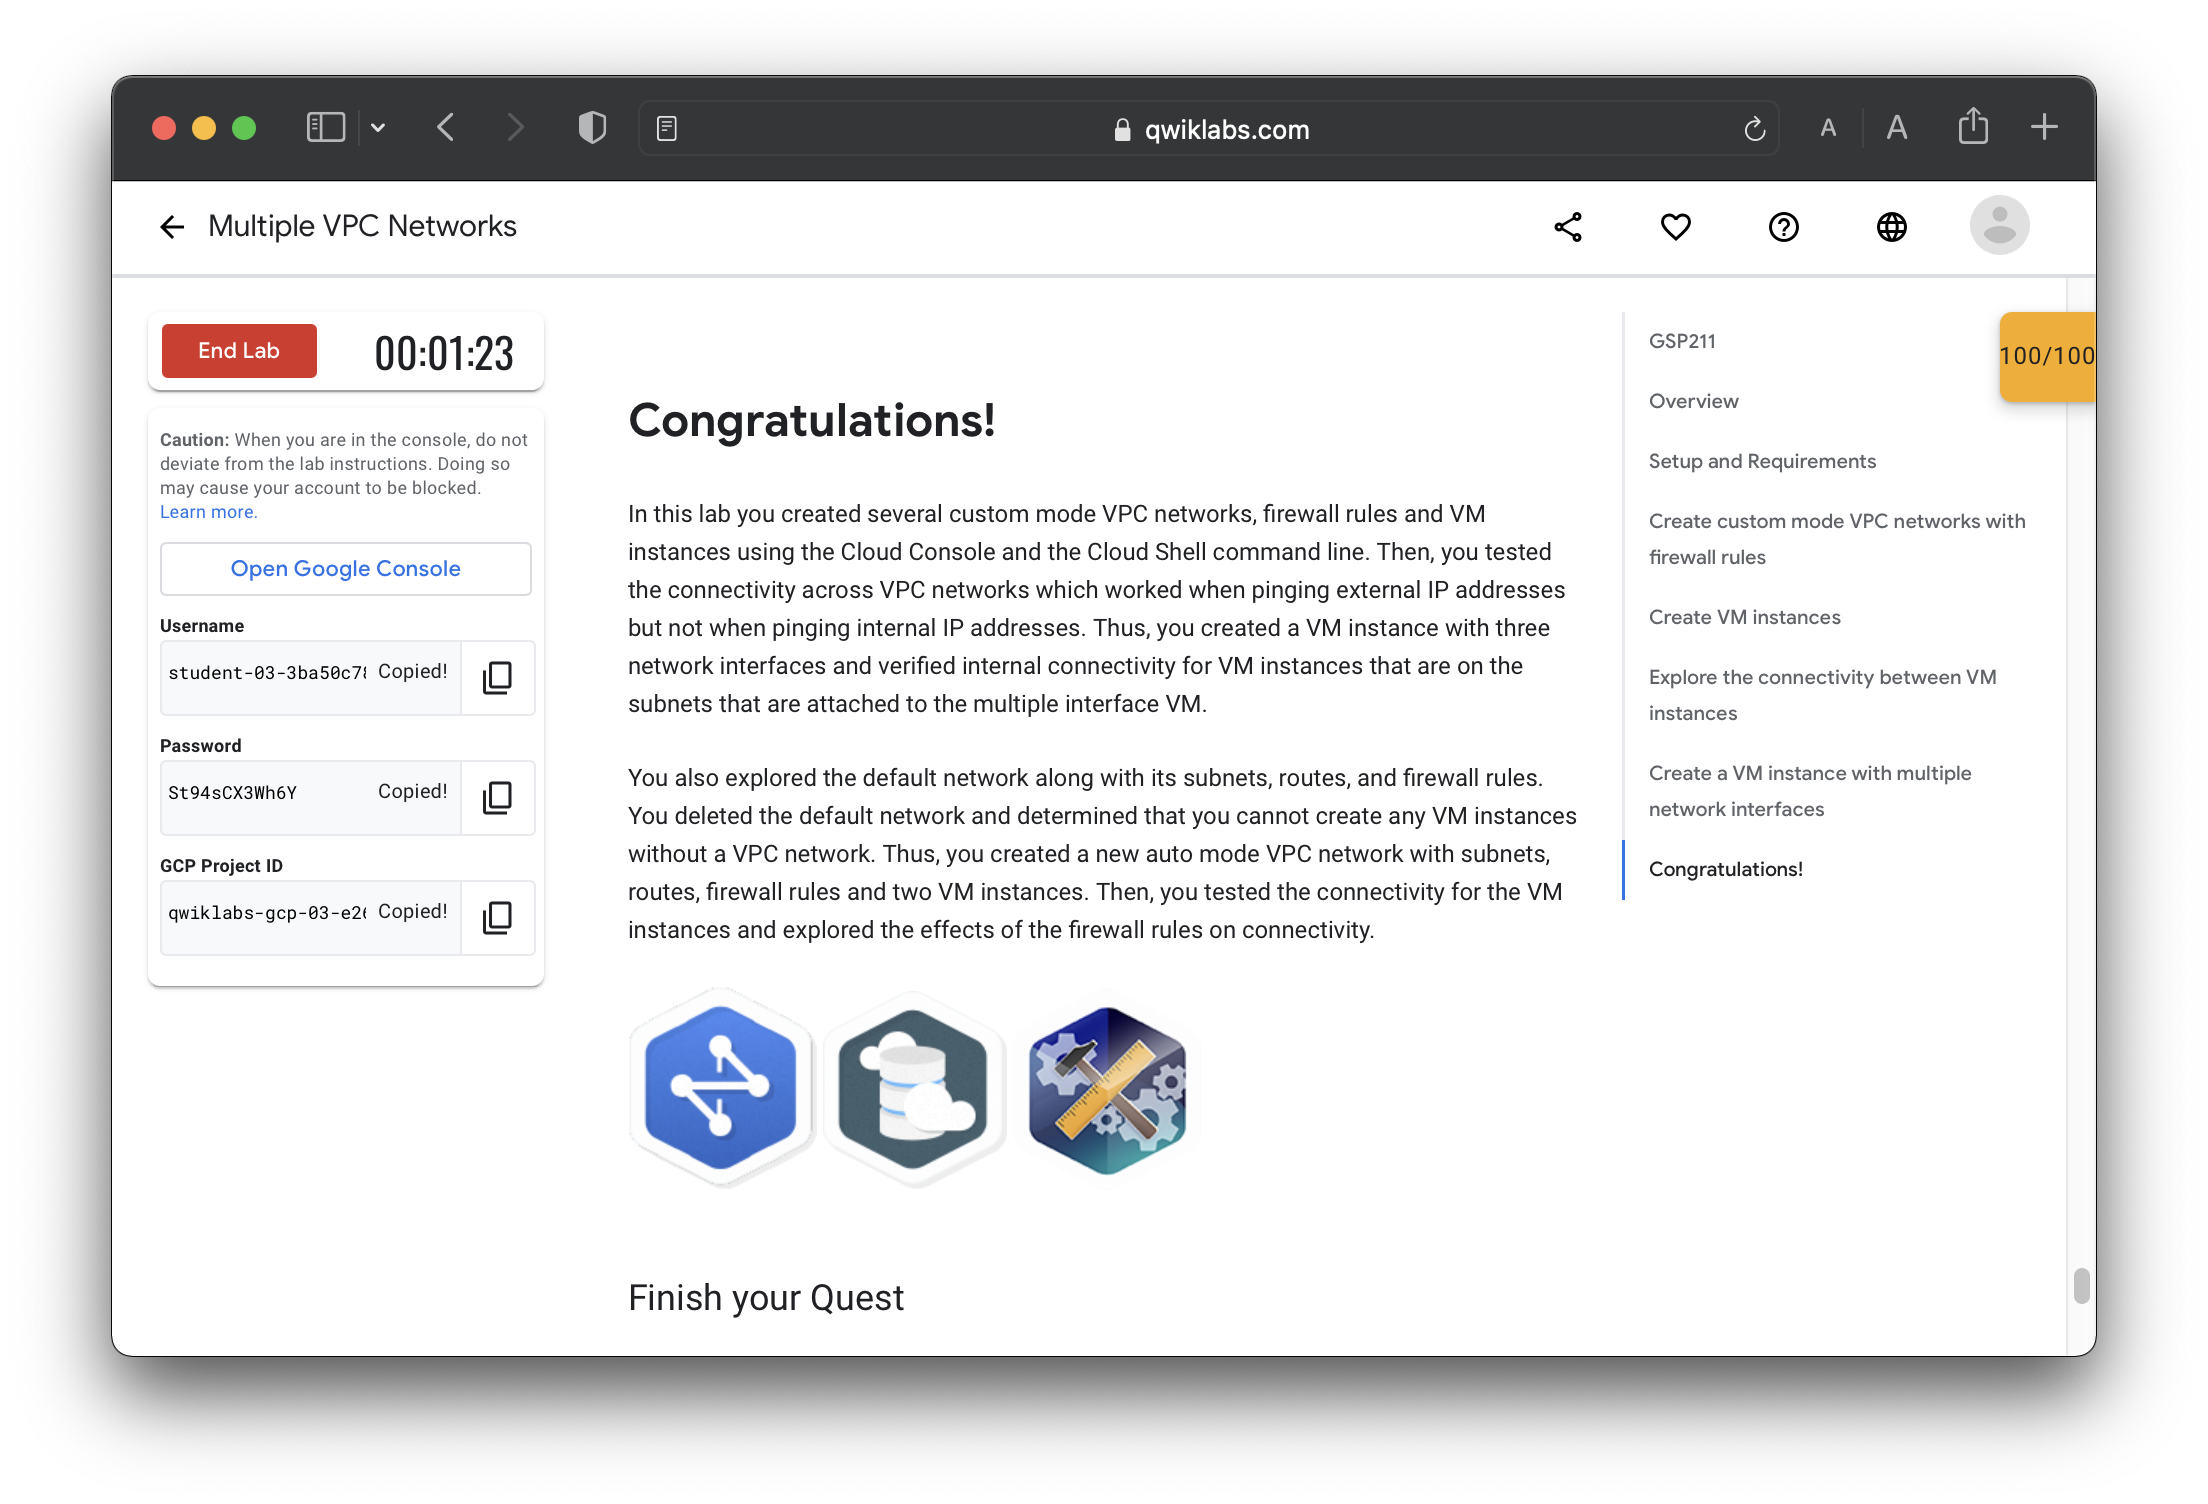 qwiklabs.com
A
A
Multiple VPC Networks
End Lab
00:01:23
Caution: When you are in the console, do not
deviate from the lab instructions. Doing so
may cause your account to be blocked.
Learn more.
Open Google Console
Username
student-03-3ba50c78 Copied!
Password
St94sCX3Wh6Y Copied!
GCP Project ID
qwiklabs-gcp-03-e26 Copied!
Congratulations!
In this lab you created several custom mode VPC networks, firewall rules and VM
instances using the Cloud Console and the Cloud Shell command line. Then, you tested
the connectivity across VPC networks which worked when pinging external IP addresses
but not when pinging internal IP addresses. Thus, you created a VM instance with three
network interfaces and verified internal connectivity for VM instances that are on the
subnets that are attached to the multiple interface VM.
You also explored the default network along with its subnets, routes, and firewall rules.
You deleted the default network and determined that you cannot create any VM instances
without a VPC network. Thus, you created a new auto mode VPC network with subnets,
routes, firewall rules and two VM instances. Then, you tested the connectivity for the VM
instances and explored the effects of the firewall rules on connectivity.
Finish your Quest
GSP211
Overview
Setup and Requirements
Create custom mode VPC networks with
firewall rules
Create VM instances
Explore the connectivity between VM
instances
Create a VM instance with multiple
network interfaces
Congratulations!
100/100